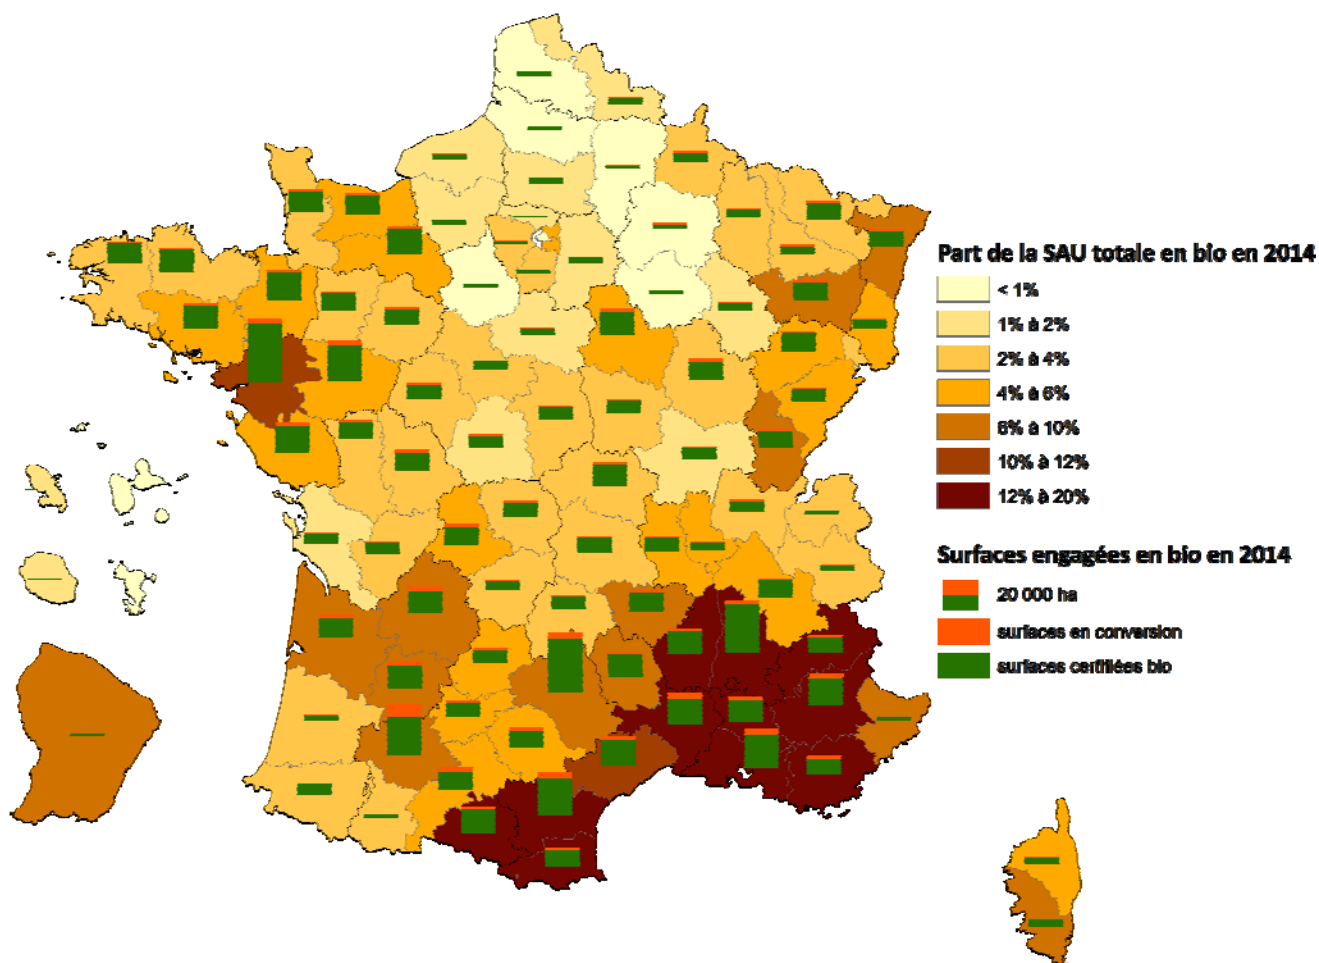 Part de la SAU totale en bio en 2014
< 1%
1% à 2%
2% à 4%
4% à 6%
6% à 10%
10% à 12%
12% à 20%
Surfaces engagées en bio en 2014
20 000 ha
surfaces en conversion
surfaces certifiées bio